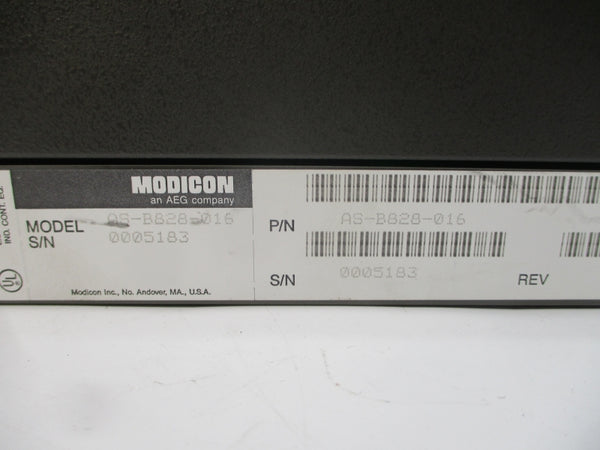 MODICON
an AEG company
MODEL AS-B828-016
S/N 0005183
Modicon Inc., No. Andover, MA., U.S.A.
P/N AS-B828-016
S/N 0005183 REV
IND. CONT. EQ.
UL